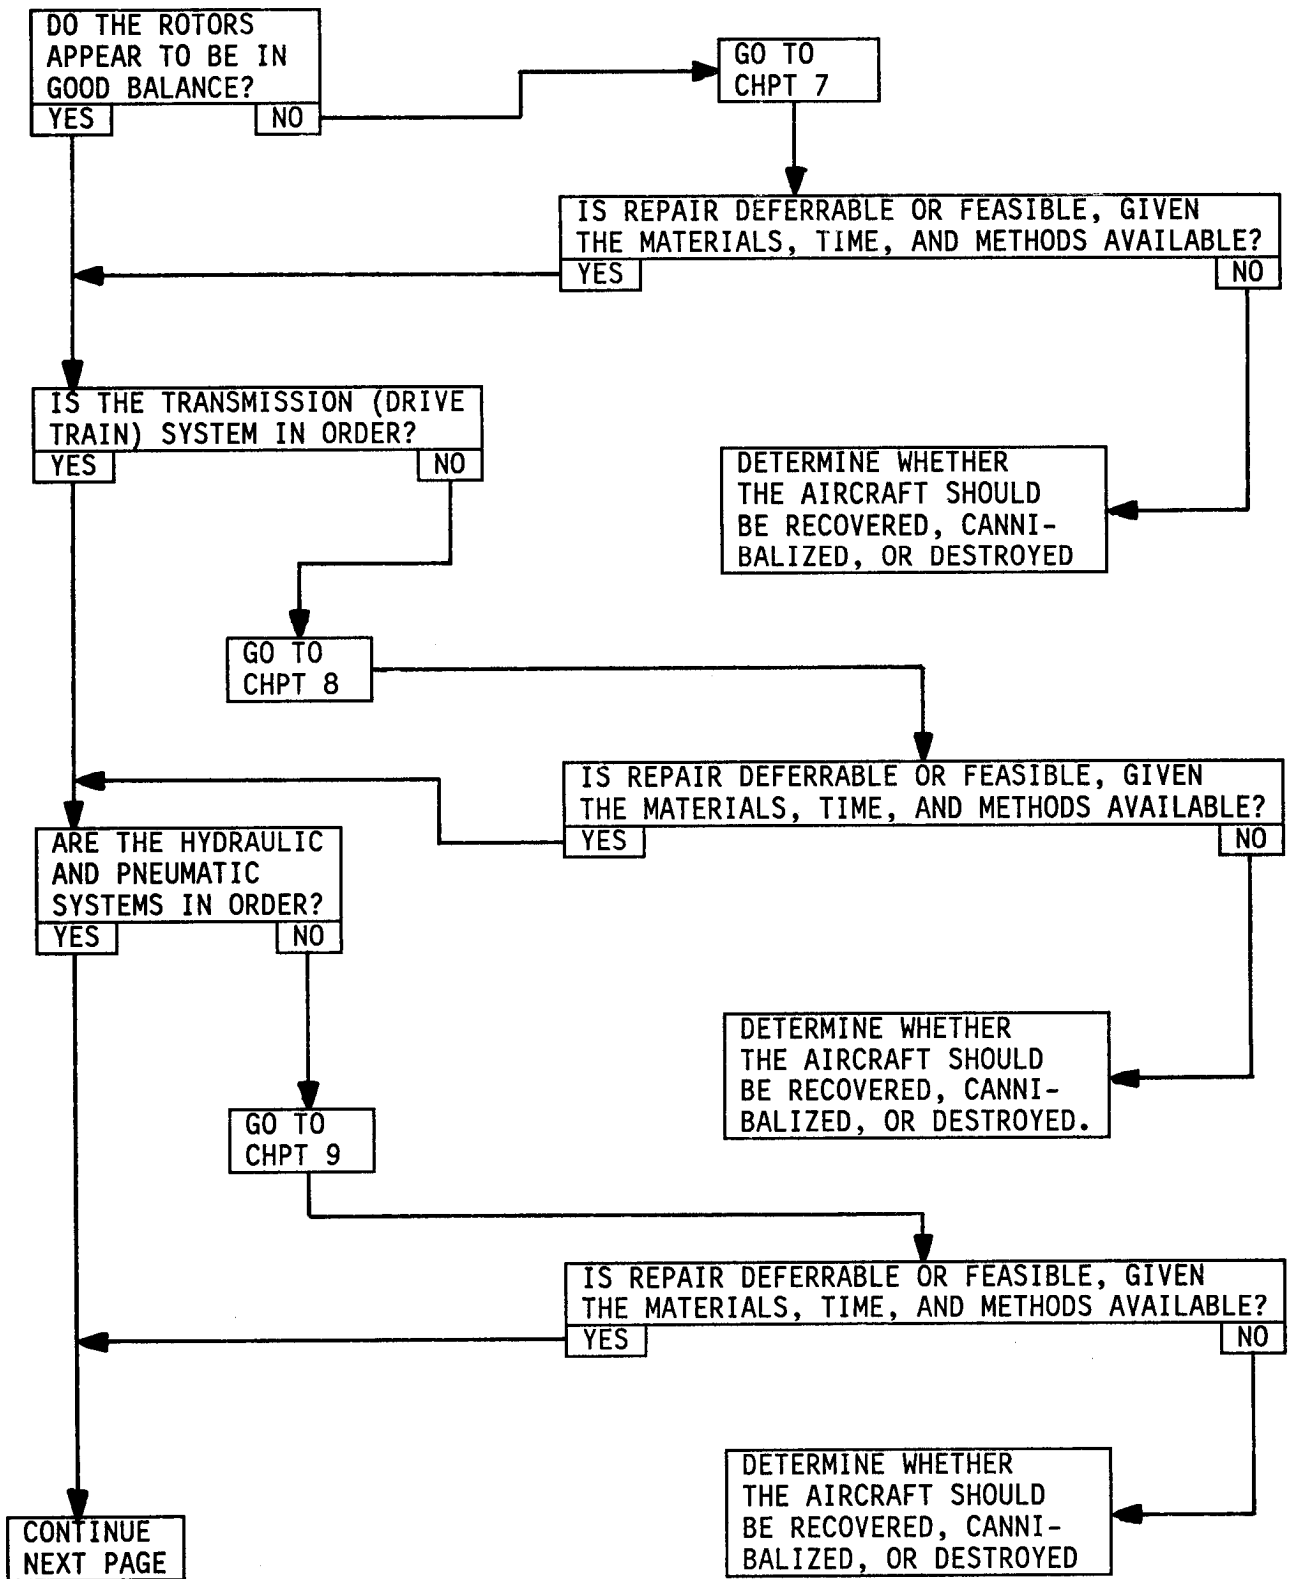 DO THE ROTORS
APPEAR TO BE IN
GOOD BALANCE?
YES
NO
GO TO
CHPT 7
IS REPAIR DEFERRABLE OR FEASIBLE, GIVEN
THE MATERIALS, TIME, AND METHODS AVAILABLE?
YES
NO
IS THE TRANSMISSION (DRIVE
TRAIN) SYSTEM IN ORDER?
YES
NO
DETERMINE WHETHER
THE AIRCRAFT SHOULD
BE RECOVERED, CANNI-
BALIZED, OR DESTROYED
GO TO
CHPT 8
IS REPAIR DEFERRABLE OR FEASIBLE, GIVEN
THE MATERIALS, TIME, AND METHODS AVAILABLE?
YES
NO
ARE THE HYDRAULIC
AND PNEUMATIC
SYSTEMS IN ORDER?
YES
NO
DETERMINE WHETHER
THE AIRCRAFT SHOULD
BE RECOVERED, CANNI-
BALIZED, OR DESTROYED.
GO TO
CHPT 9
IS REPAIR DEFERRABLE OR FEASIBLE, GIVEN
THE MATERIALS, TIME, AND METHODS AVAILABLE?
YES
NO
DETERMINE WHETHER
THE AIRCRAFT SHOULD
BE RECOVERED, CANNI-
BALIZED, OR DESTROYED
CONTINUE
NEXT PAGE